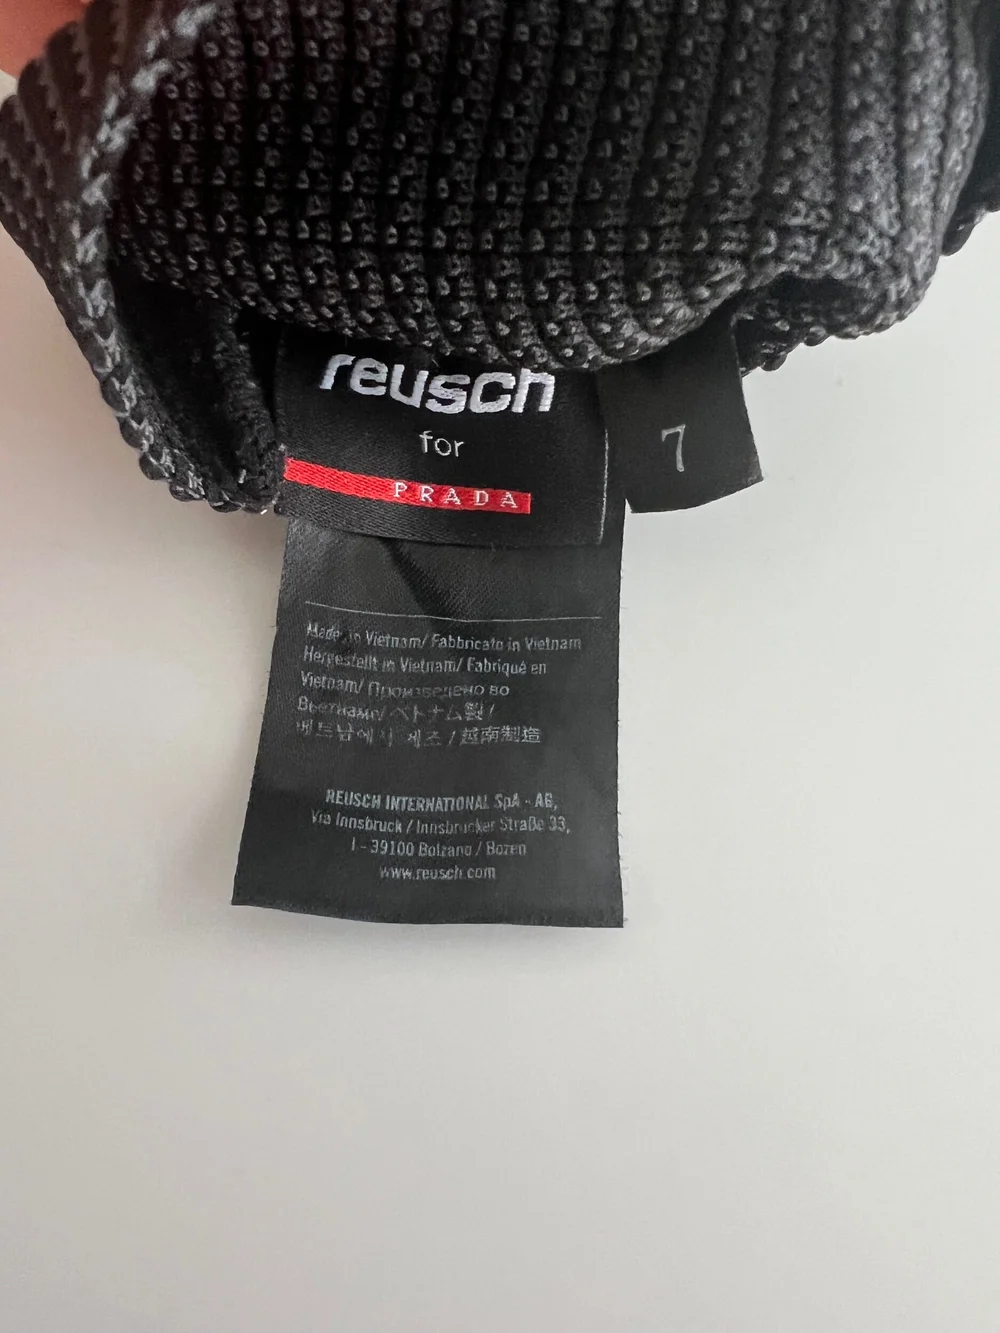 reusch
for
PRADA
7
Made in Vietnam/ Fabbricato in Vietnam
Hergestellt in Vietnam/ Fabriqué en
Vietnam/ Произведено во
Вьетнаме/ ベトナム製/
베트남에서 제조/越南制造
REUSCH INTERNATIONAL SpA - AG,
Via Innsbruck / Innsbrucker Straße 33,
I - 39100 Bolzano / Bozen
www.reusch.com